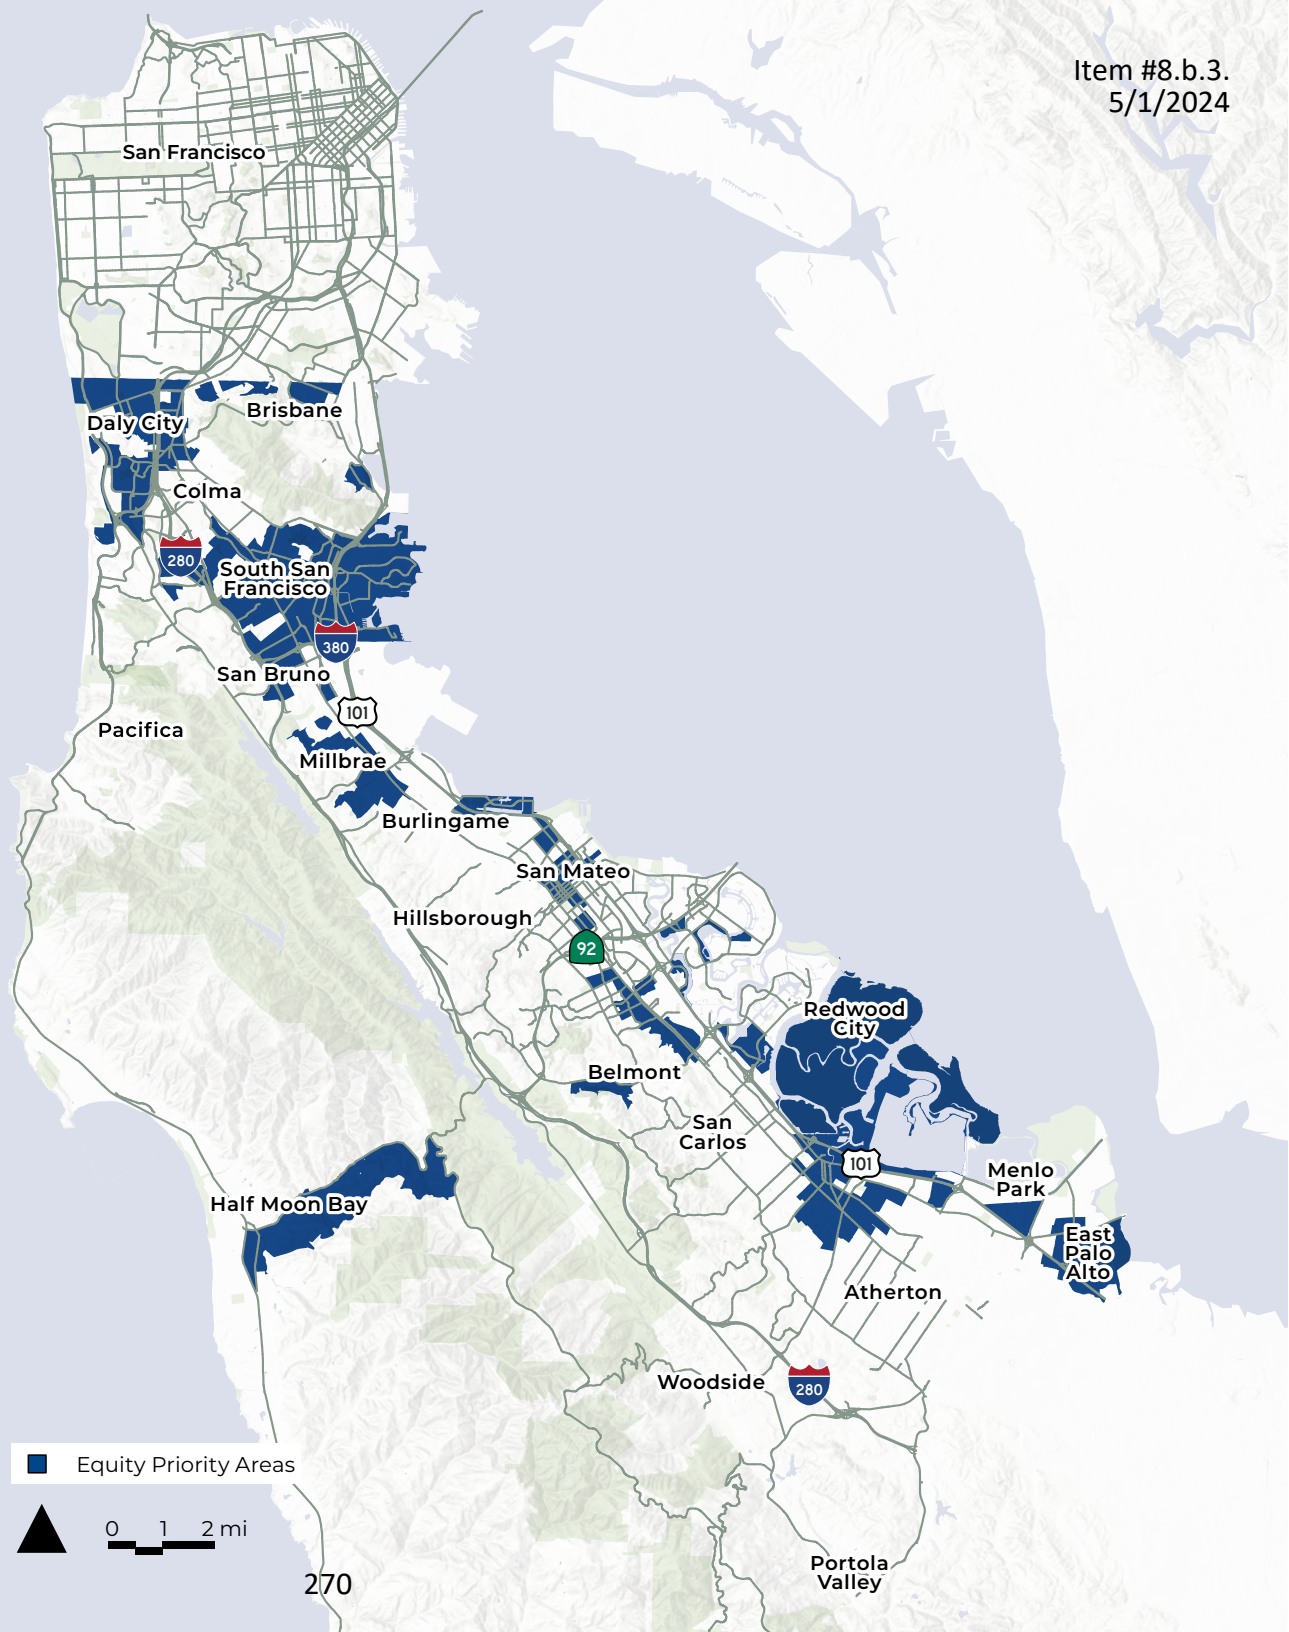 Item #8.b.3.
5/1/2024
San Francisco
Brisbane
Daly City
Colma
280
South San
Francisco
380
San Bruno
101
Pacifica
Millbrae
Burlingame
San Mateo
Hillsborough
92
Redwood
City
Belmont
San
Carlos
101
Menlo
Park
Half Moon Bay
East
Palo
Alto
Atherton
Woodside
280
Equity Priority Areas
0 1 2 mi
Portola
Valley
270